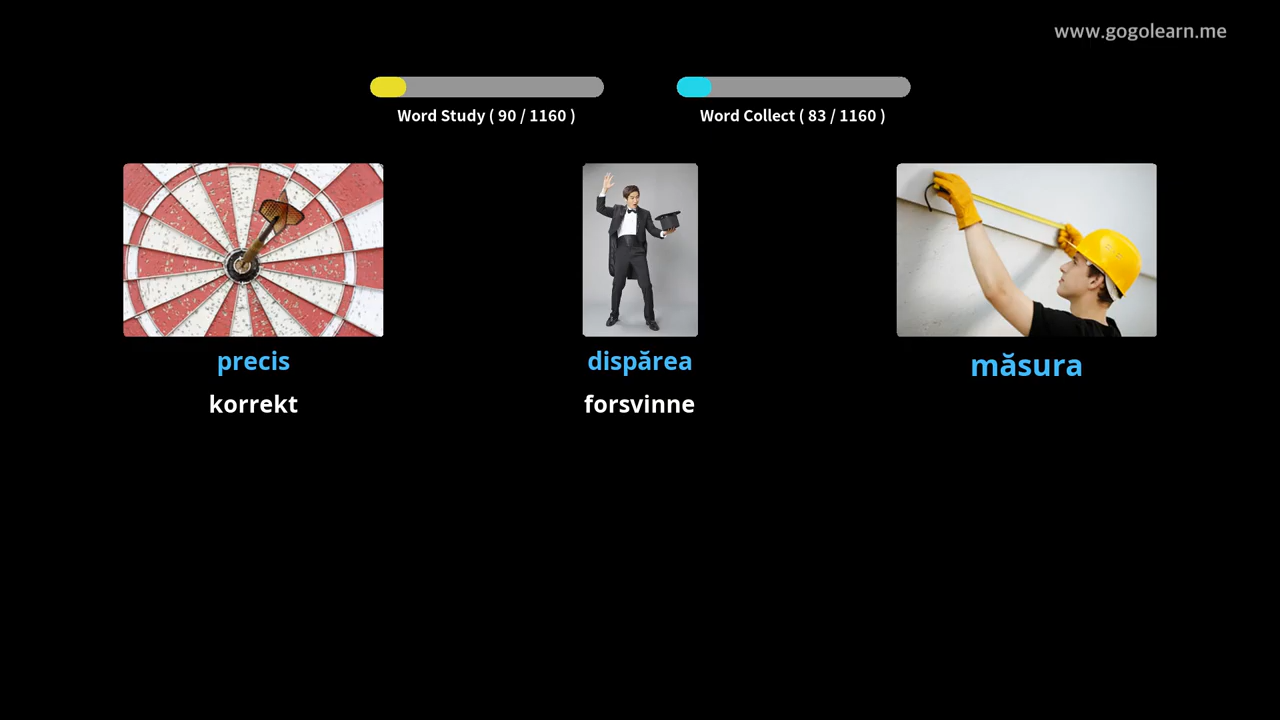 www.gogolearn.me
Word Study ( 90 / 1160 )
Word Collect ( 83 / 1160 )
precis
dispărea
măsura
korrekt
forsvinne